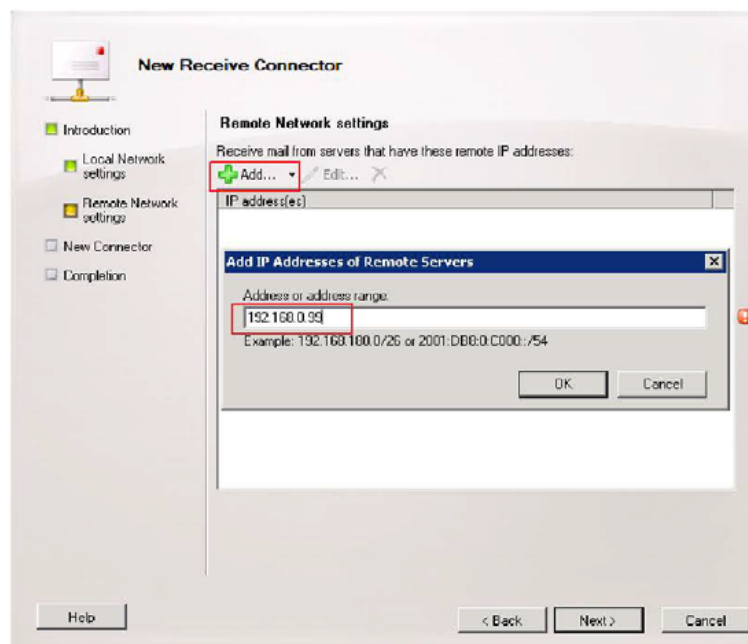 New Receive Connector
Introduction
Local Network
settings
Remote Network
settings
New Connector
Completion
Remote Network settings
Receive mail from servers that have these remote IP addresses:
Add...
Edit...
IP address(es)
Add IP Addresses of Remote Servers
Address or address range:
192.168.0.99
Example: 192.168.180.0/26 or 2001:DB8:0:C000::/54
OK
Cancel
Help
< Back
Next >
Cancel